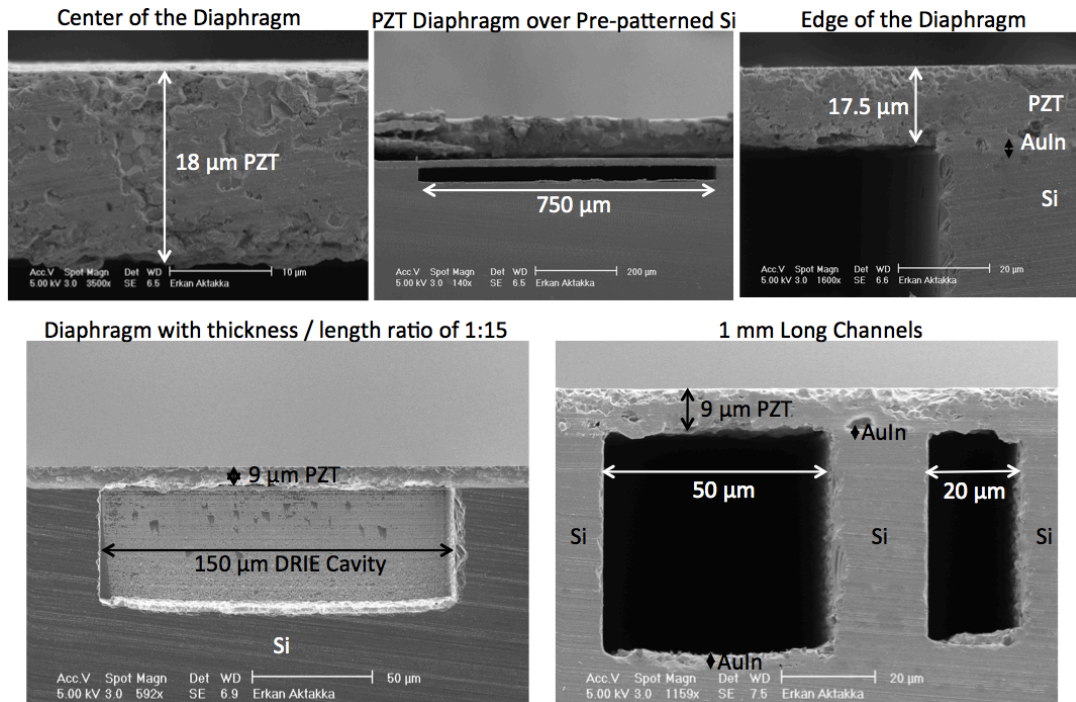 Center of the Diaphragm
18 μm PZT
Acc.V Spot Magn Det WD
5.00 kV 3.0 3500x SE 6.5 Erkan Aktakka
10 μm
PZT Diaphragm over Pre-patterned Si
750 μm
Acc.V Spot Magn Det WD
5.00 kV 3.0 140x SE 6.5 Erkan Aktakka
200 μm
Edge of the Diaphragm
17.5 μm
PZT
AuIn
Si
Acc.V Spot Magn Det WD
5.00 kV 3.0 1600x SE 6.6 Erkan Aktakka
20 μm
Diaphragm with thickness / length ratio of 1:15
9 μm PZT
150 μm DRIE Cavity
Si
Acc.V Spot Magn Det WD
5.00 kV 3.0 592x SE 6.9 Erkan Aktakka
50 μm
1 mm Long Channels
9 μm PZT
AuIn
50 μm
20 μm
Si
Si
Si
AuIn
Acc.V Spot Magn Det WD
5.00 kV 3.0 1159x SE 7.5 Erkan Aktakka
20 μm